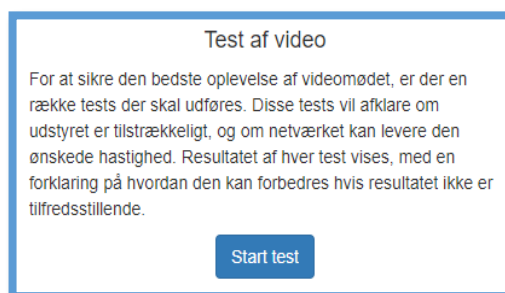 Test af video
For at sikre den bedste oplevelse af videomødet, er der en
række tests der skal udføres. Disse tests vil afklare om
udstyret er tilstrækkeligt, og om netværket kan levere den
ønskede hastighed. Resultatet af hver test vises, med en
forklaring på hvordan den kan forbedres hvis resultatet ikke er
tilfredsstillende.
Start test